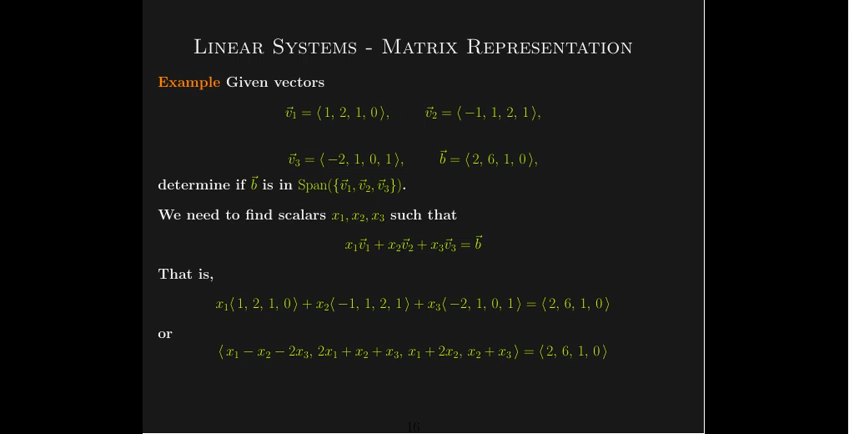 Linear Systems - Matrix Representation
Example Given vectors
v⃗₁ = ⟨1, 2, 1, 0⟩, v⃗₂ = ⟨−1, 1, 2, 1⟩,
v⃗₃ = ⟨−2, 1, 0, 1⟩, b⃗ = ⟨2, 6, 1, 0⟩,
determine if b⃗ is in Span({v⃗₁, v⃗₂, v⃗₃}).
We need to find scalars x₁, x₂, x₃ such that
x₁v⃗₁ + x₂v⃗₂ + x₃v⃗₃ = b⃗
That is,
x₁⟨1, 2, 1, 0⟩ + x₂⟨−1, 1, 2, 1⟩ + x₃⟨−2, 1, 0, 1⟩ = ⟨2, 6, 1, 0⟩
or
⟨x₁ − x₂ − 2x₃, 2x₁ + x₂ + x₃, x₁ + 2x₂, x₂ + x₃⟩ = ⟨2, 6, 1, 0⟩
16